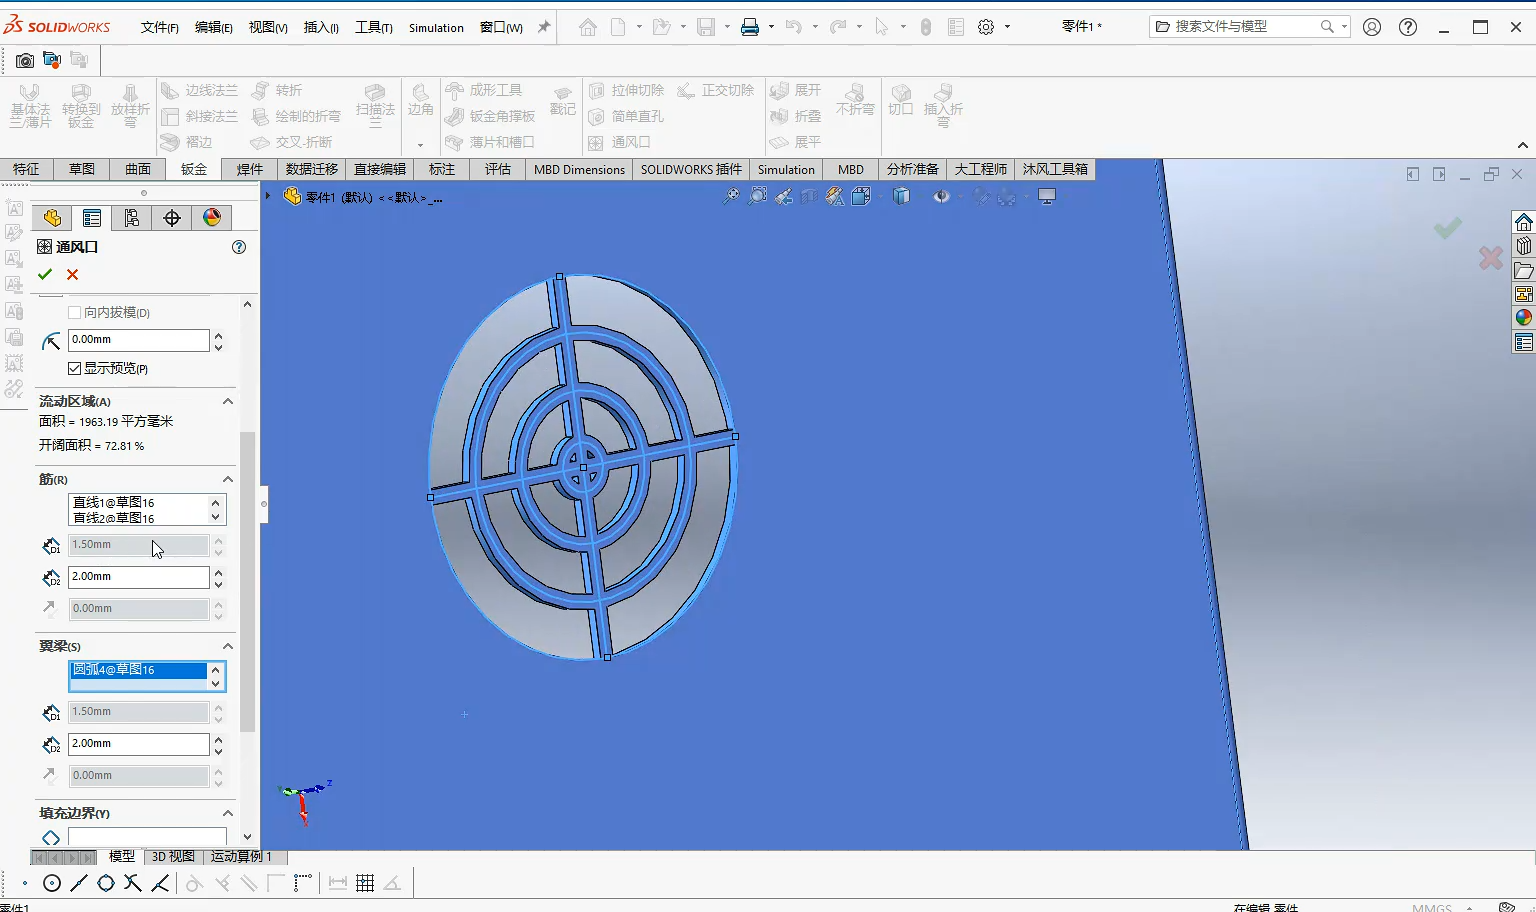 SOLIDWORKS 文件(F) 编辑(E) 视图(V) 插入(I) 工具(T) Simulation 窗口(W) 零件1 * 搜索文件与模型
基体法兰/薄片 转换到钣金 放样折弯 边线法兰 转折 扫描法兰 边角 成形工具 戳记 拉伸切除 正交切除 展开 不折弯 切口 插入折弯
斜接法兰 绘制的折弯 钣金角撑板 简单直孔 折叠
褶边 交叉-折断 薄片和槽口 通风口 展平
特征 草图 曲面 钣金 焊件 数据迁移 直接编辑 标注 评估 MBD Dimensions SOLIDWORKS 插件 Simulation MBD 分析准备 大工程师 沐风工具箱
零件1 (默认) <<默认>_...
通风口
向内拔模(D)
0.00mm
显示预览(P)
流动区域(A)
面积 = 1963.19 平方毫米
开阔面积 = 72.81 %
筋(R)
直线1@草图16
直线2@草图16
D1 1.50mm
D2 2.00mm
0.00mm
翼梁(S)
圆弧4@草图16
D1 1.50mm
D2 2.00mm
0.00mm
填充边界(Y)
Z
模型 3D 视图 运动算例 1
零件1 在编辑 零件 MMGS